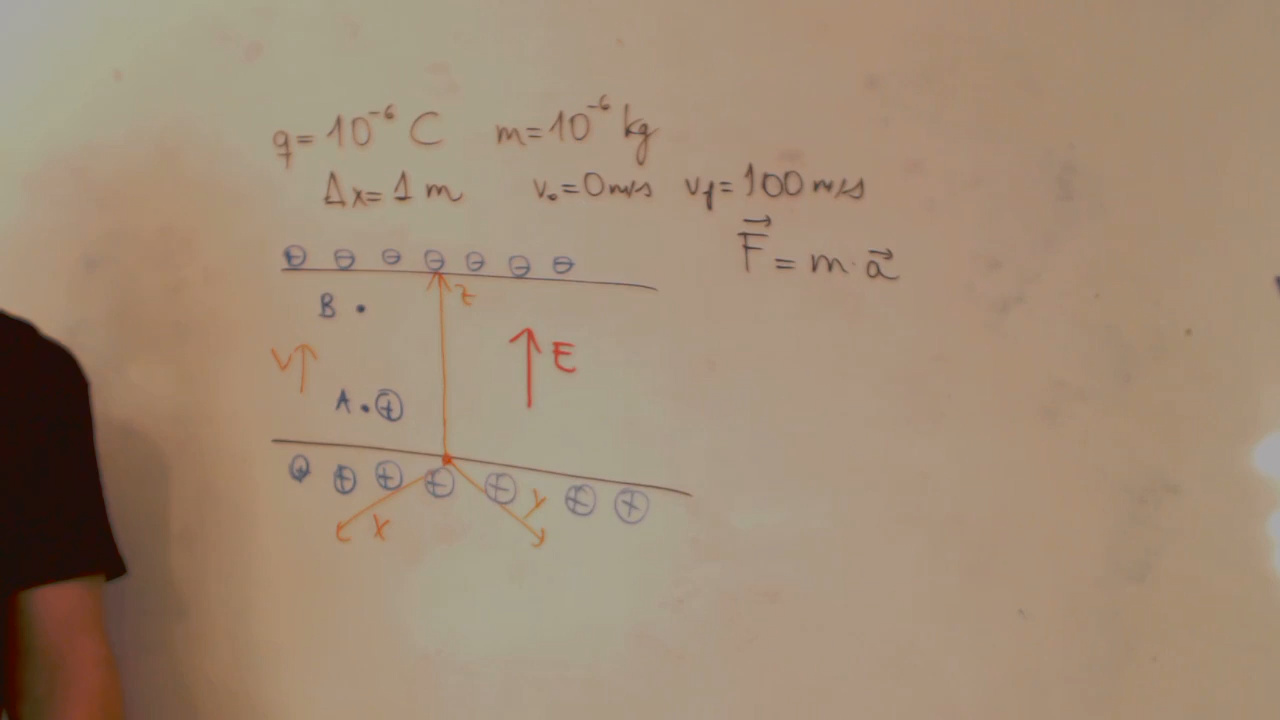 q = 10⁻⁶ C m = 10⁻⁶ kg
Δx = 1 m v₀ = 0 m/s v_f = 100 m/s
F⃗ = m · a⃗
⊖ ⊖ ⊖ ⊖ ⊖ ⊖ ⊖
z
B •
V E
A • ⊕
⊕ ⊕ ⊕ ⊕ ⊕ ⊕ ⊕
x y